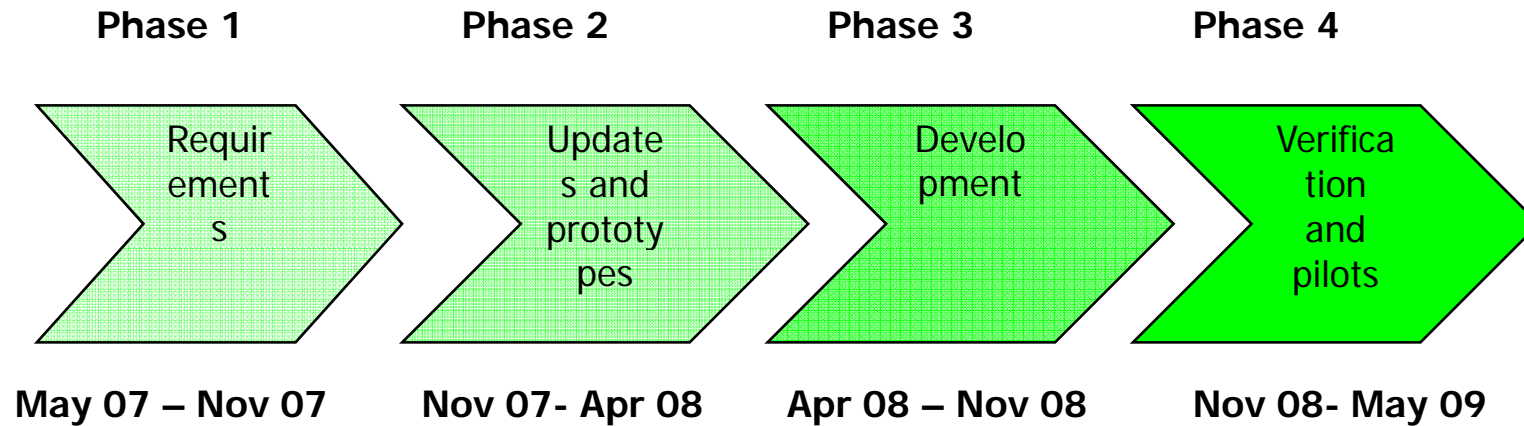 Phase 1 Phase 2 Phase 3 Phase 4
Requir
ement
s
Update
s and
prototy
pes
Develo
pment
Verifica
tion
and
pilots
May 07 – Nov 07 Nov 07- Apr 08 Apr 08 – Nov 08 Nov 08- May 09